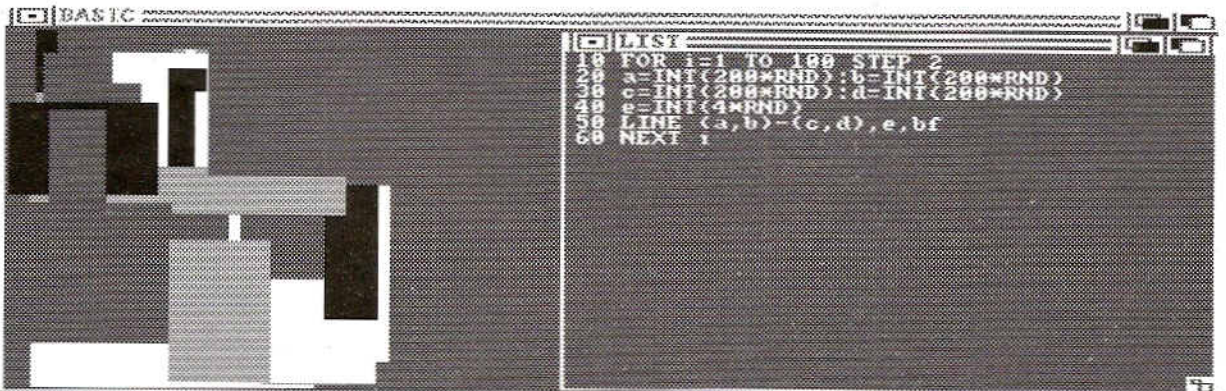 BASIC
LIST
10 FOR i=1 TO 100 STEP 2
20 a=INT(200*RND):b=INT(200*RND)
30 c=INT(200*RND):d=INT(200*RND)
40 e=INT(4*RND)
50 LINE (a,b)-(c,d),e,bf
60 NEXT i